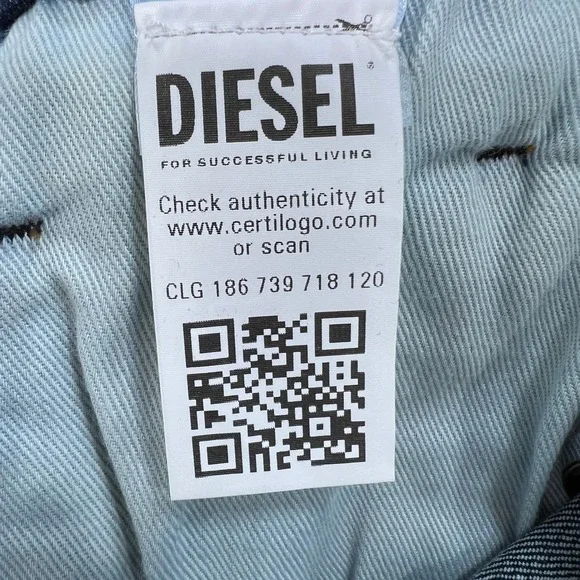 DIESEL®
FOR SUCCESSFUL LIVING
Check authenticity at
www.certilogo.com
or scan
CLG 186 739 718 120